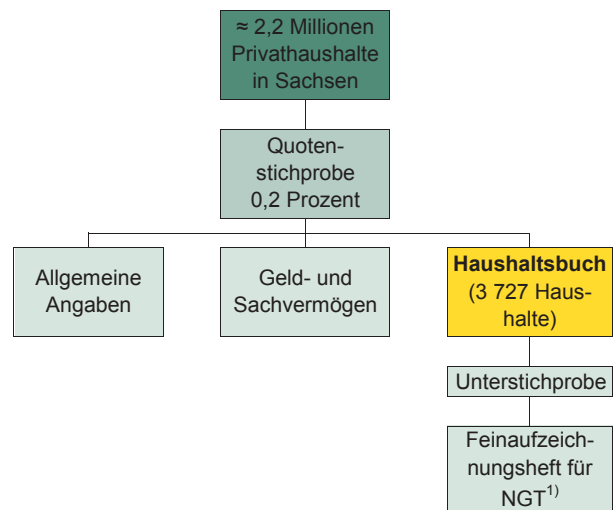 ≈ 2,2 Millionen
Privathaushalte
in Sachsen
Quoten-
stichprobe
0,2 Prozent
Allgemeine
Angaben
Geld- und
Sachvermögen
Haushaltsbuch
(3 727 Haus-
halte)
Unterstichprobe
Feinaufzeich-
nungsheft für
NGT1)